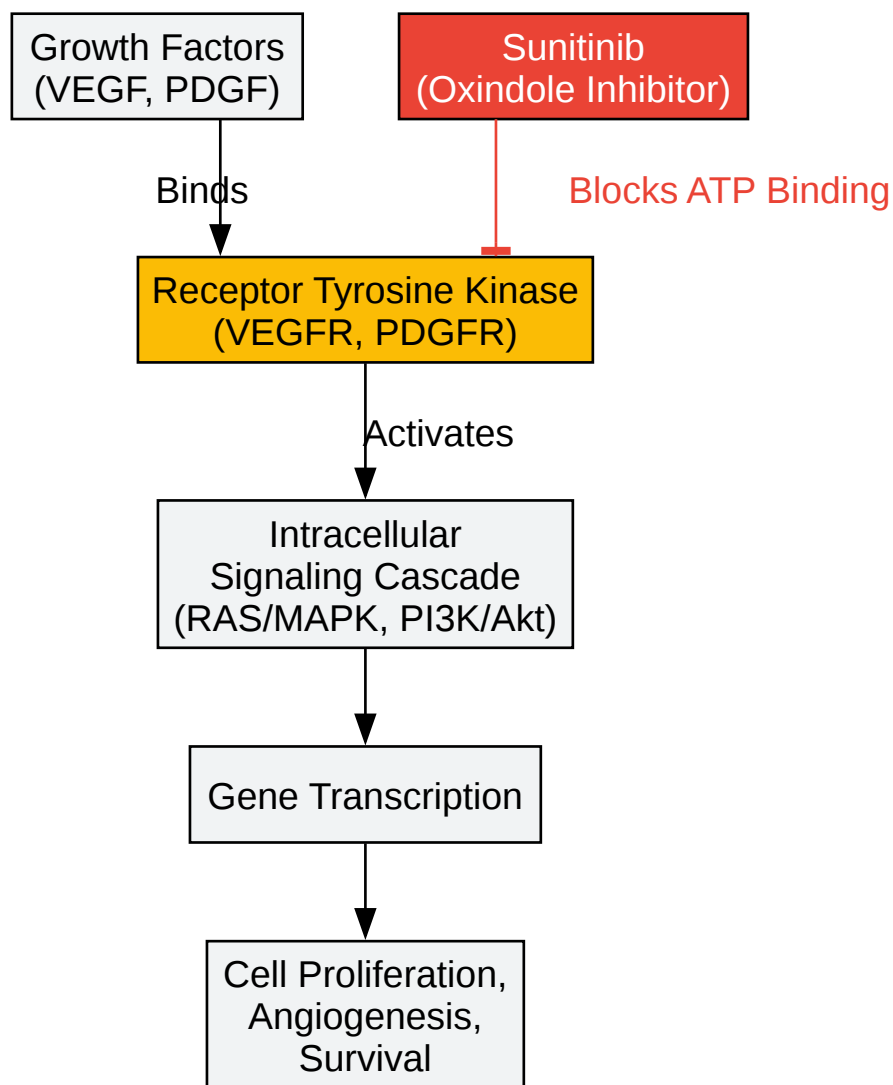 Growth Factors
(VEGF, PDGF)
Sunitinib
(Oxindole Inhibitor)
Binds
Blocks ATP Binding
Receptor Tyrosine Kinase
(VEGFR, PDGFR)
Activates
Intracellular
Signaling Cascade
(RAS/MAPK, PI3K/Akt)
Gene Transcription
Cell Proliferation,
Angiogenesis,
Survival